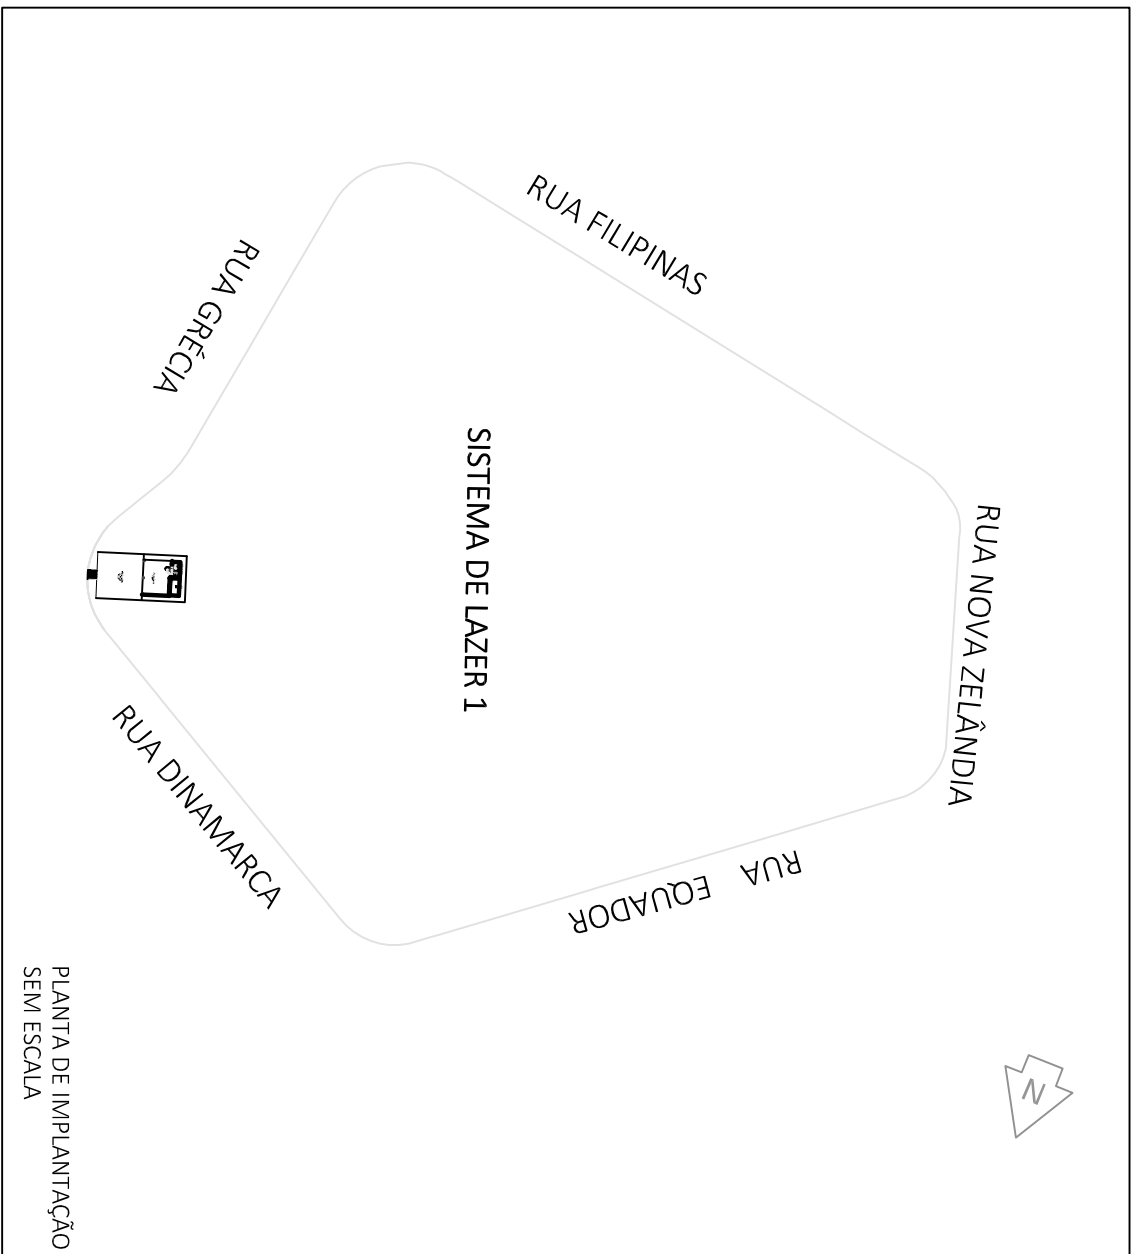 RUA FILIPINAS
RUA GRÉCIA
SISTEMA DE LAZER 1
RUA NOVA ZELÂNDIA
RUA DINAMARCA
RUA EQUADOR
N
PLANTA DE IMPLANTAÇÃO
SEM ESCALA